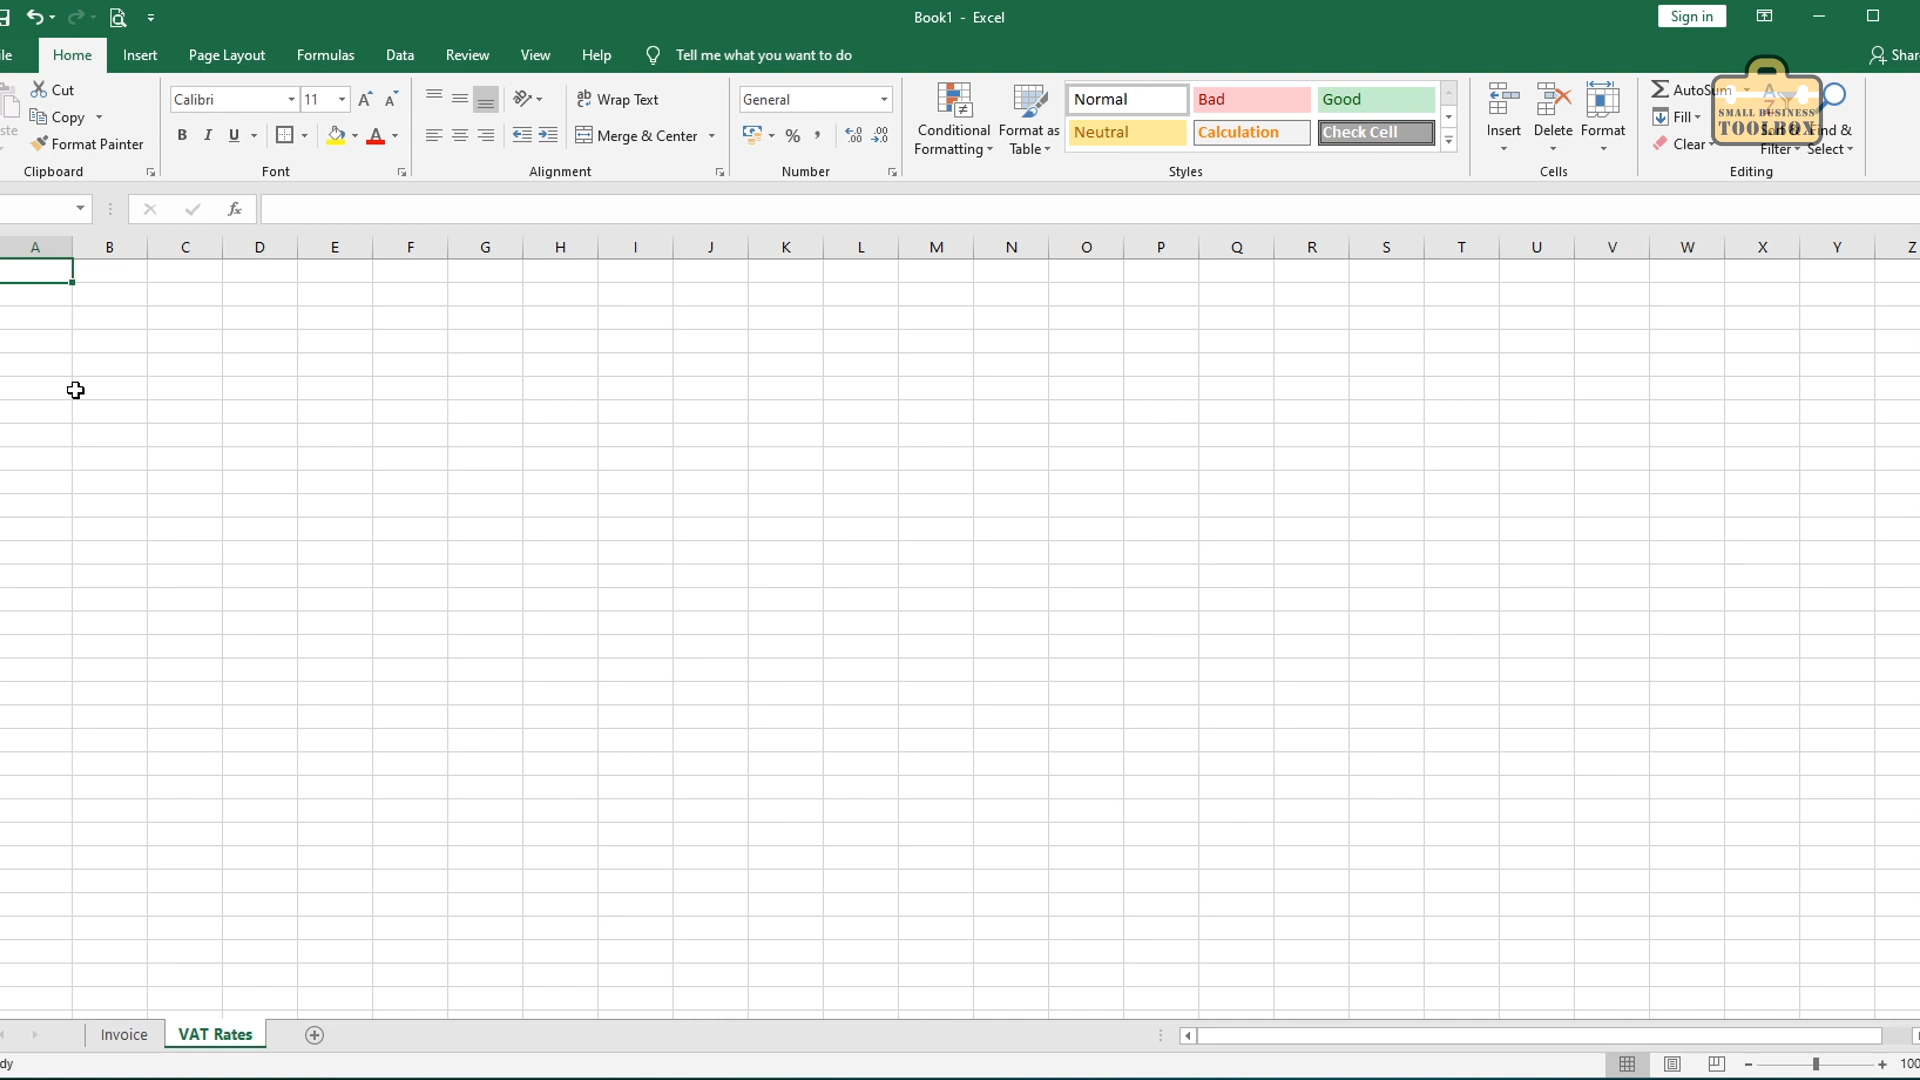 Book1 - Excel
Sign in
Home Insert Page Layout Formulas Data Review View Help Tell me what you want to do
Cut
Copy
Format Painter
Clipboard
Calibri 11
B I U
A A
Font
Wrap Text
Merge & Center
Alignment
General
%
Number
Conditional Formatting
Format as Table
Normal Bad Good
Neutral Calculation Check Cell
Styles
Insert Delete Format
Cells
AutoSum
Fill
Clear
Filter Select
Editing
SMALL BUSINESS
TOOLBOX
fx
A B C D E F G H I J K L M N O P Q R S T U V W X Y Z
Invoice VAT Rates